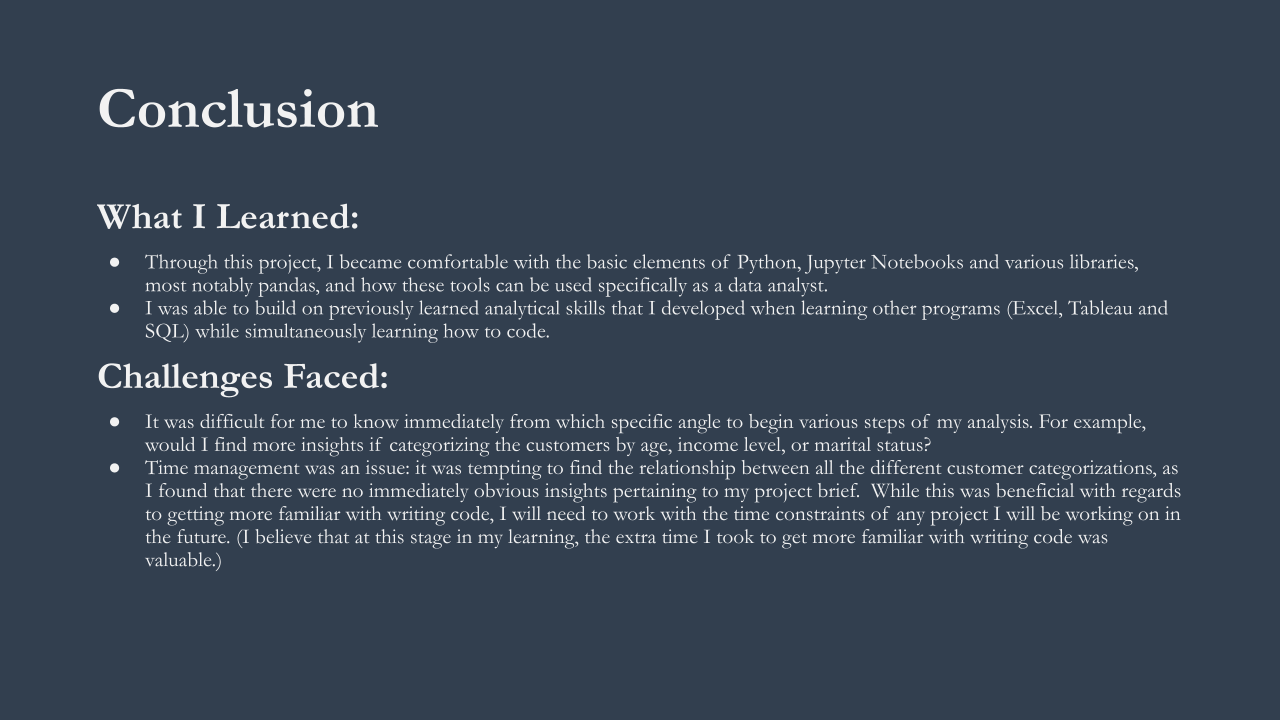 Conclusion
What I Learned:
● Through this project, I became comfortable with the basic elements of Python, Jupyter Notebooks and various libraries,
most notably pandas, and how these tools can be used specifically as a data analyst.
● I was able to build on previously learned analytical skills that I developed when learning other programs (Excel, Tableau and
SQL) while simultaneously learning how to code.
Challenges Faced:
● It was difficult for me to know immediately from which specific angle to begin various steps of my analysis. For example,
would I find more insights if categorizing the customers by age, income level, or marital status?
● Time management was an issue: it was tempting to find the relationship between all the different customer categorizations, as
I found that there were no immediately obvious insights pertaining to my project brief.  While this was beneficial with regards
to getting more familiar with writing code, I will need to work with the time constraints of any project I will be working on in
the future. (I believe that at this stage in my learning, the extra time I took to get more familiar with writing code was
valuable.)